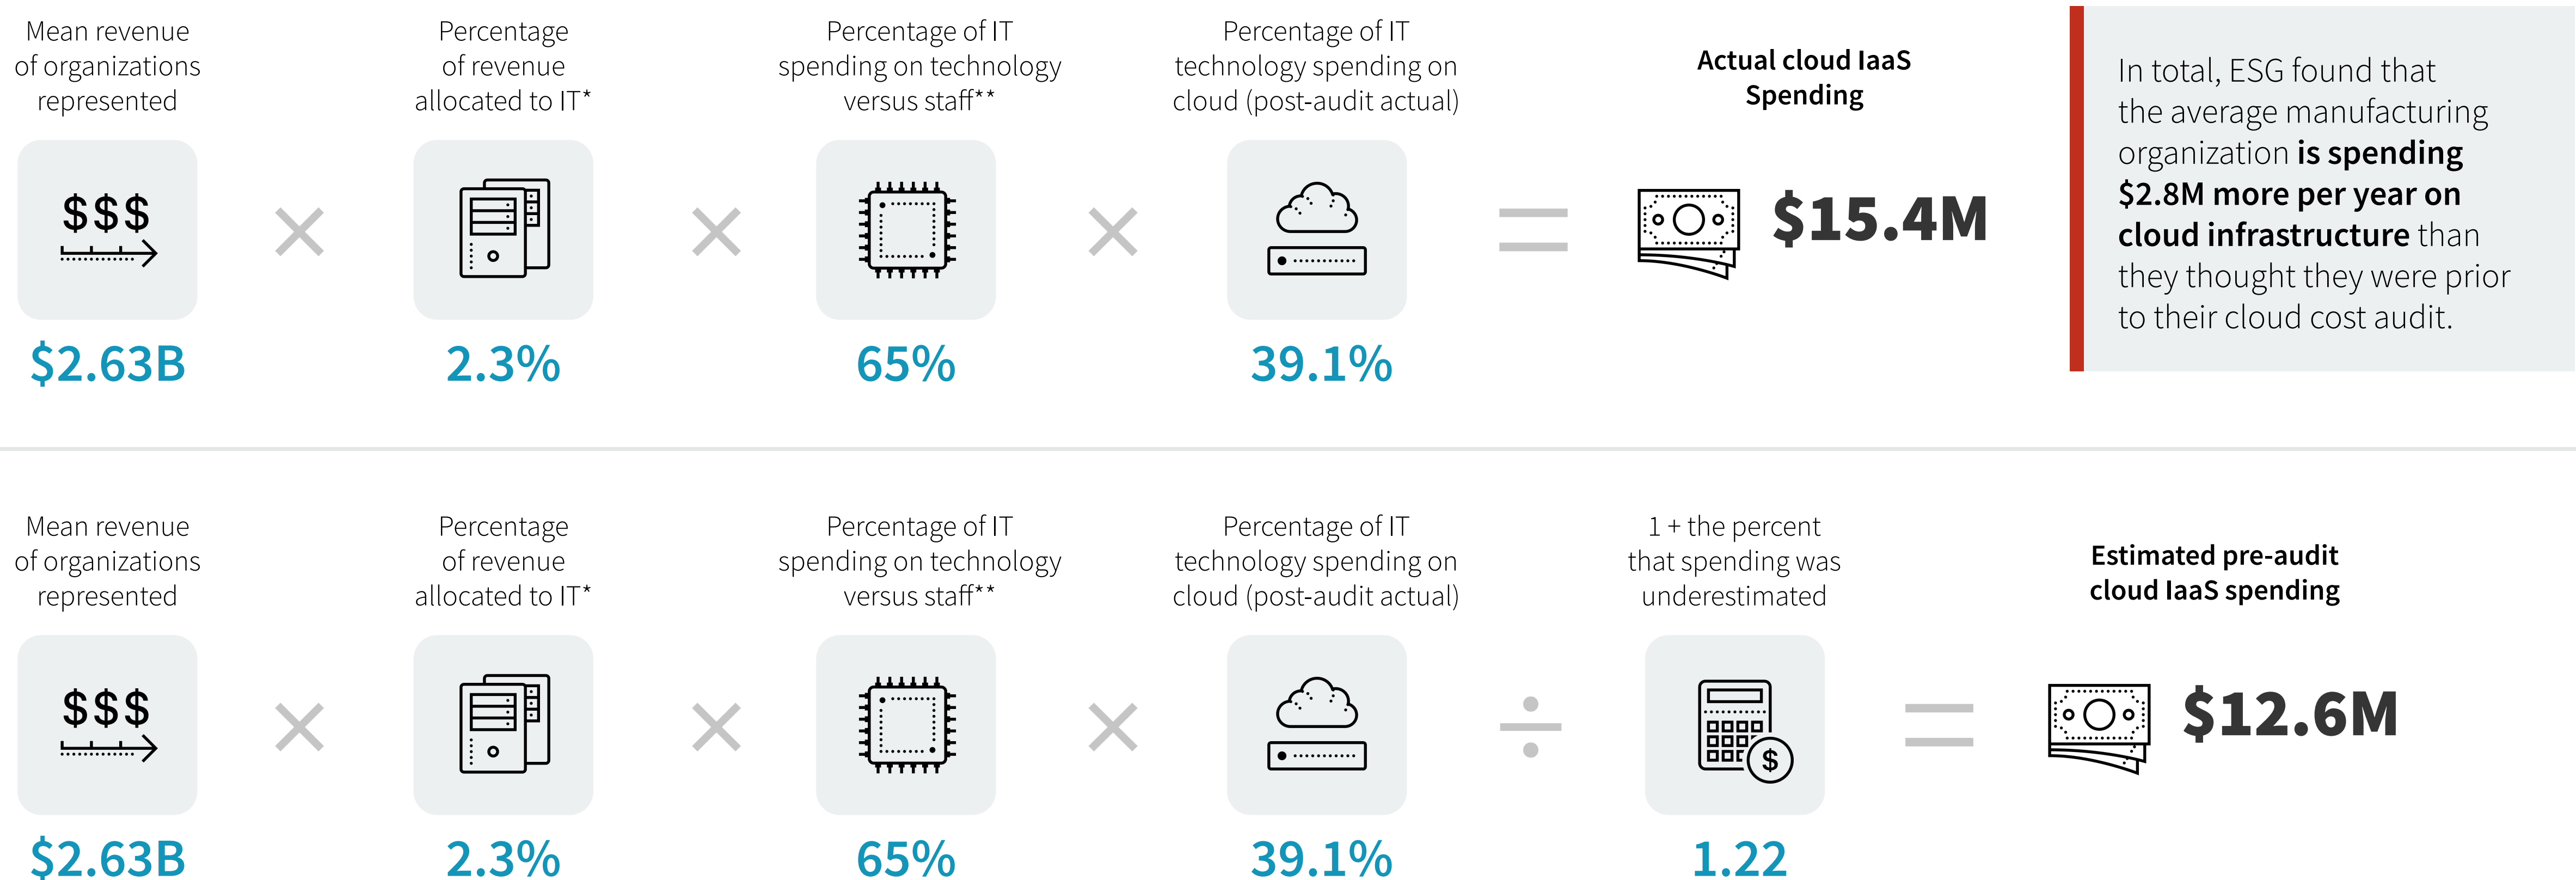 Mean revenue
of organizations
represented
$$$
$2.63B
Percentage
of revenue
allocated to IT*
2.3%
Percentage of IT
spending on technology
versus staff**
65%
Percentage of IT
technology spending on
cloud (post-audit actual)
39.1%
Actual cloud IaaS
Spending
$15.4M
In total, ESG found that
the average manufacturing
organization is spending
$2.8M more per year on
cloud infrastructure than
they thought they were prior
to their cloud cost audit.
Mean revenue
of organizations
represented
$$$
$2.63B
Percentage
of revenue
allocated to IT*
2.3%
Percentage of IT
spending on technology
versus staff**
65%
Percentage of IT
technology spending on
cloud (post-audit actual)
39.1%
1 + the percent
that spending was
underestimated
$
1.22
Estimated pre-audit
cloud IaaS spending
$12.6M